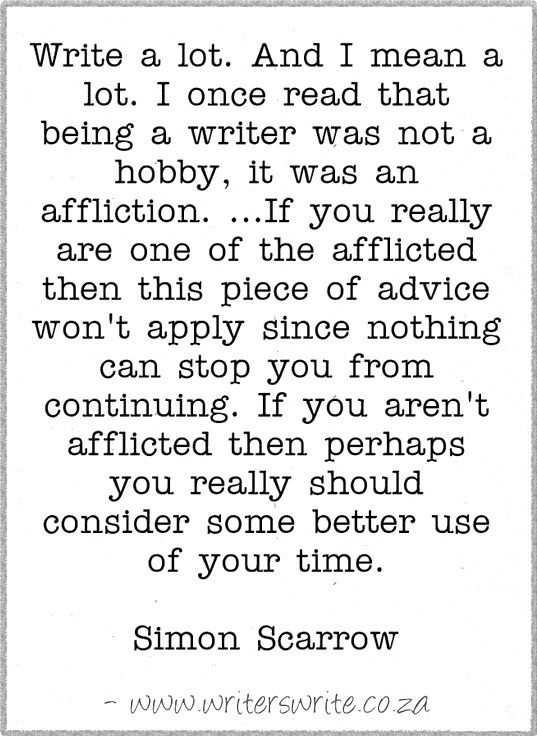 Write a lot. And I mean a
lot. I once read that
being a writer was not a
hobby, it was an
affliction. ...If you really
are one of the afflicted
then this piece of advice
won't apply since nothing
can stop you from
continuing. If you aren't
afflicted then perhaps
you really should
consider some better use
of your time.
Simon Scarrow
- www.writerswrite.co.za